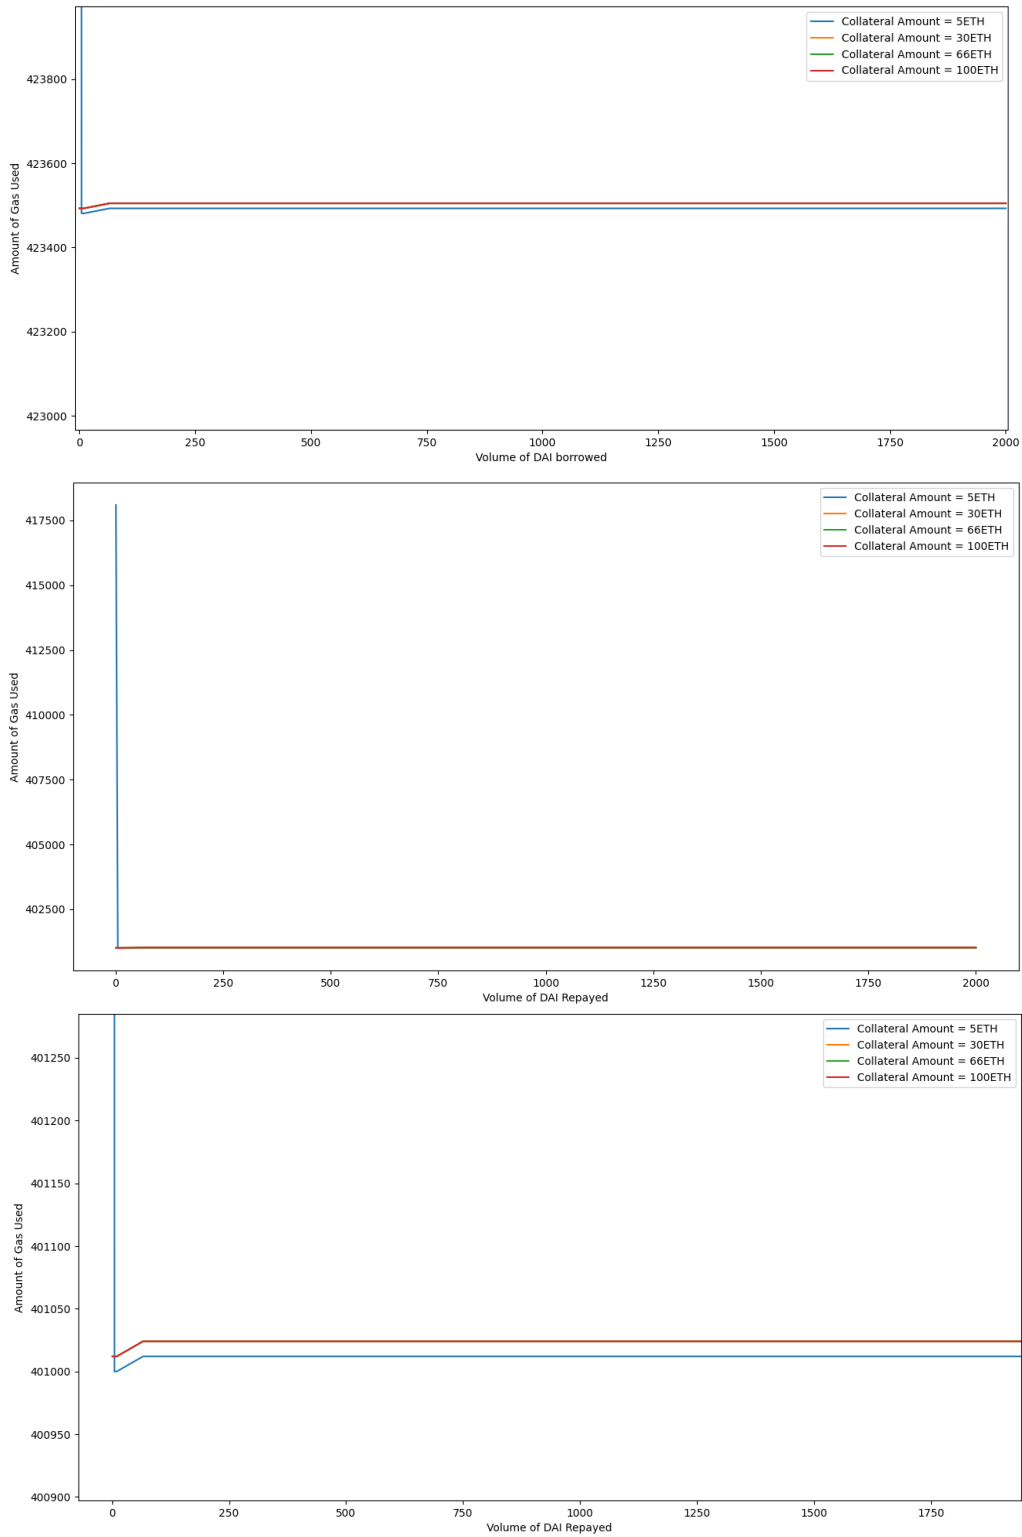 Collateral Amount = 5ETH
Collateral Amount = 30ETH
Collateral Amount = 66ETH
Collateral Amount = 100ETH
423800
423600
423400
423200
423000
Amount of Gas Used
0 250 500 750 1000 1250 1500 1750 2000
Volume of DAI borrowed
Collateral Amount = 5ETH
Collateral Amount = 30ETH
Collateral Amount = 66ETH
Collateral Amount = 100ETH
417500
415000
412500
410000
407500
405000
402500
Amount of Gas Used
0 250 500 750 1000 1250 1500 1750 2000
Volume of DAI Repayed
Collateral Amount = 5ETH
Collateral Amount = 30ETH
Collateral Amount = 66ETH
Collateral Amount = 100ETH
401250
401200
401150
401100
401050
401000
400950
400900
Amount of Gas Used
0 250 500 750 1000 1250 1500 1750
Volume of DAI Repayed